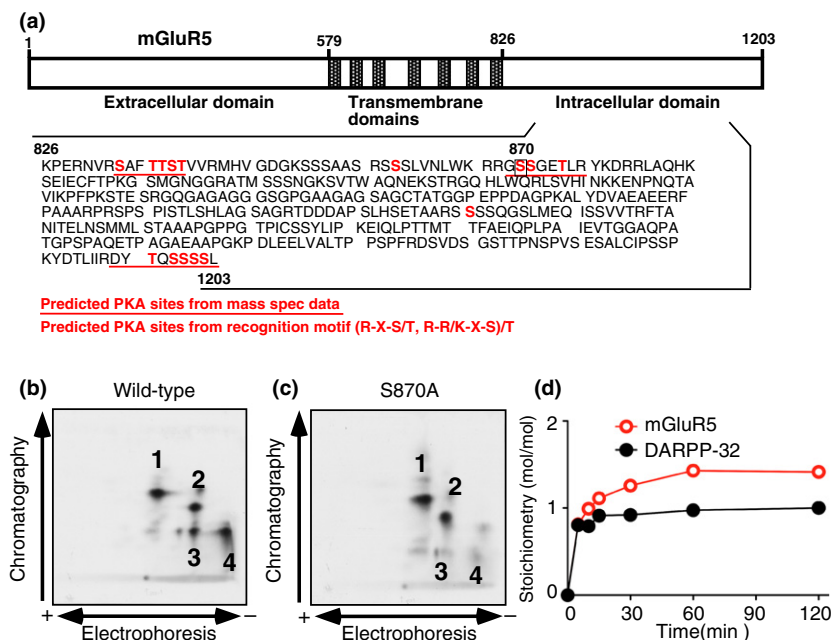 (a)
mGluR5
1 579 826 1203
Extracellular domain Transmembrane domains Intracellular domain
826 870
KPERNVRSAF TTSTVVRMHV GDGKSSSAAS RSSSLVNLWK RRGSSGETLR YKDRRLAQHK
SEIECFTPKG SMGNGGRATM SSSNGKSVTW AQNEKSTRGQ HLWQRLSVHI NKKENPNQTA
VIKPFPKSTE SRGQGAGAGG GSGPGAAGAG SAGCTATGGP EPPDAGPKAL YDVAEAEERF
PAAARPRSPS PISTLSHLAG SAGRTDDDAP SLHSETAARS SSSQGSLMEQ ISSVVTRFTA
NITELNSMML STAAAPGPPG TPICSSYLIP KEIQLPTTMT TFAEIQPLPA IEVTGGAQPA
TGPSPAQETP AGAEAAPGKP DLEELVALTP PSPFRDSVDS GSTTPNSPVS ESALCIPSSP
KYDTLIIRDY TQSSSSL
1203
Predicted PKA sites from mass spec data
Predicted PKA sites from recognition motif (R-X-S/T, R-R/K-X-S)/T
(b)
Wild-type
Chromatography
1
2
3
4
+ −
Electrophoresis
(c)
S870A
Chromatography
1
2
3
4
+ −
Electrophoresis
(d)
Stoichiometry (mol/mol)
2
1
0
mGluR5
DARPP-32
0 30 60 90 120
Time(min )